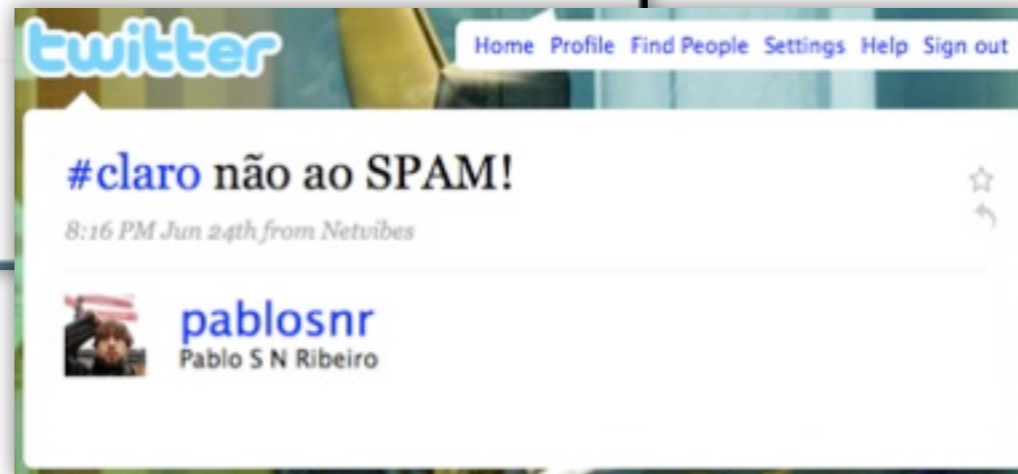 twitter
Home Profile Find People Settings Help Sign out
#claro não ao SPAM!
8:16 PM Jun 24th from Netvibes
pablosnr
Pablo S N Ribeiro